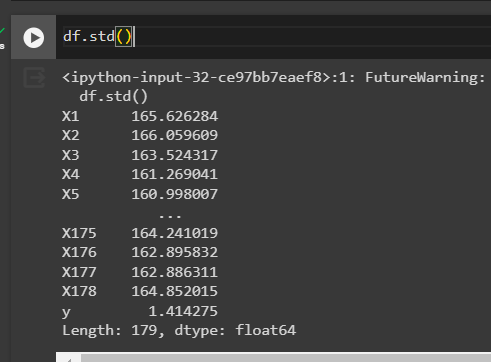 df.std()
s
<ipython-input-32-ce97bb7eaef8>:1: FutureWarning:
df.std()
X1 165.626284
X2 166.059609
X3 163.524317
X4 161.269041
X5 160.998007
...
X175 164.241019
X176 162.895832
X177 162.886311
X178 164.852015
y 1.414275
Length: 179, dtype: float64